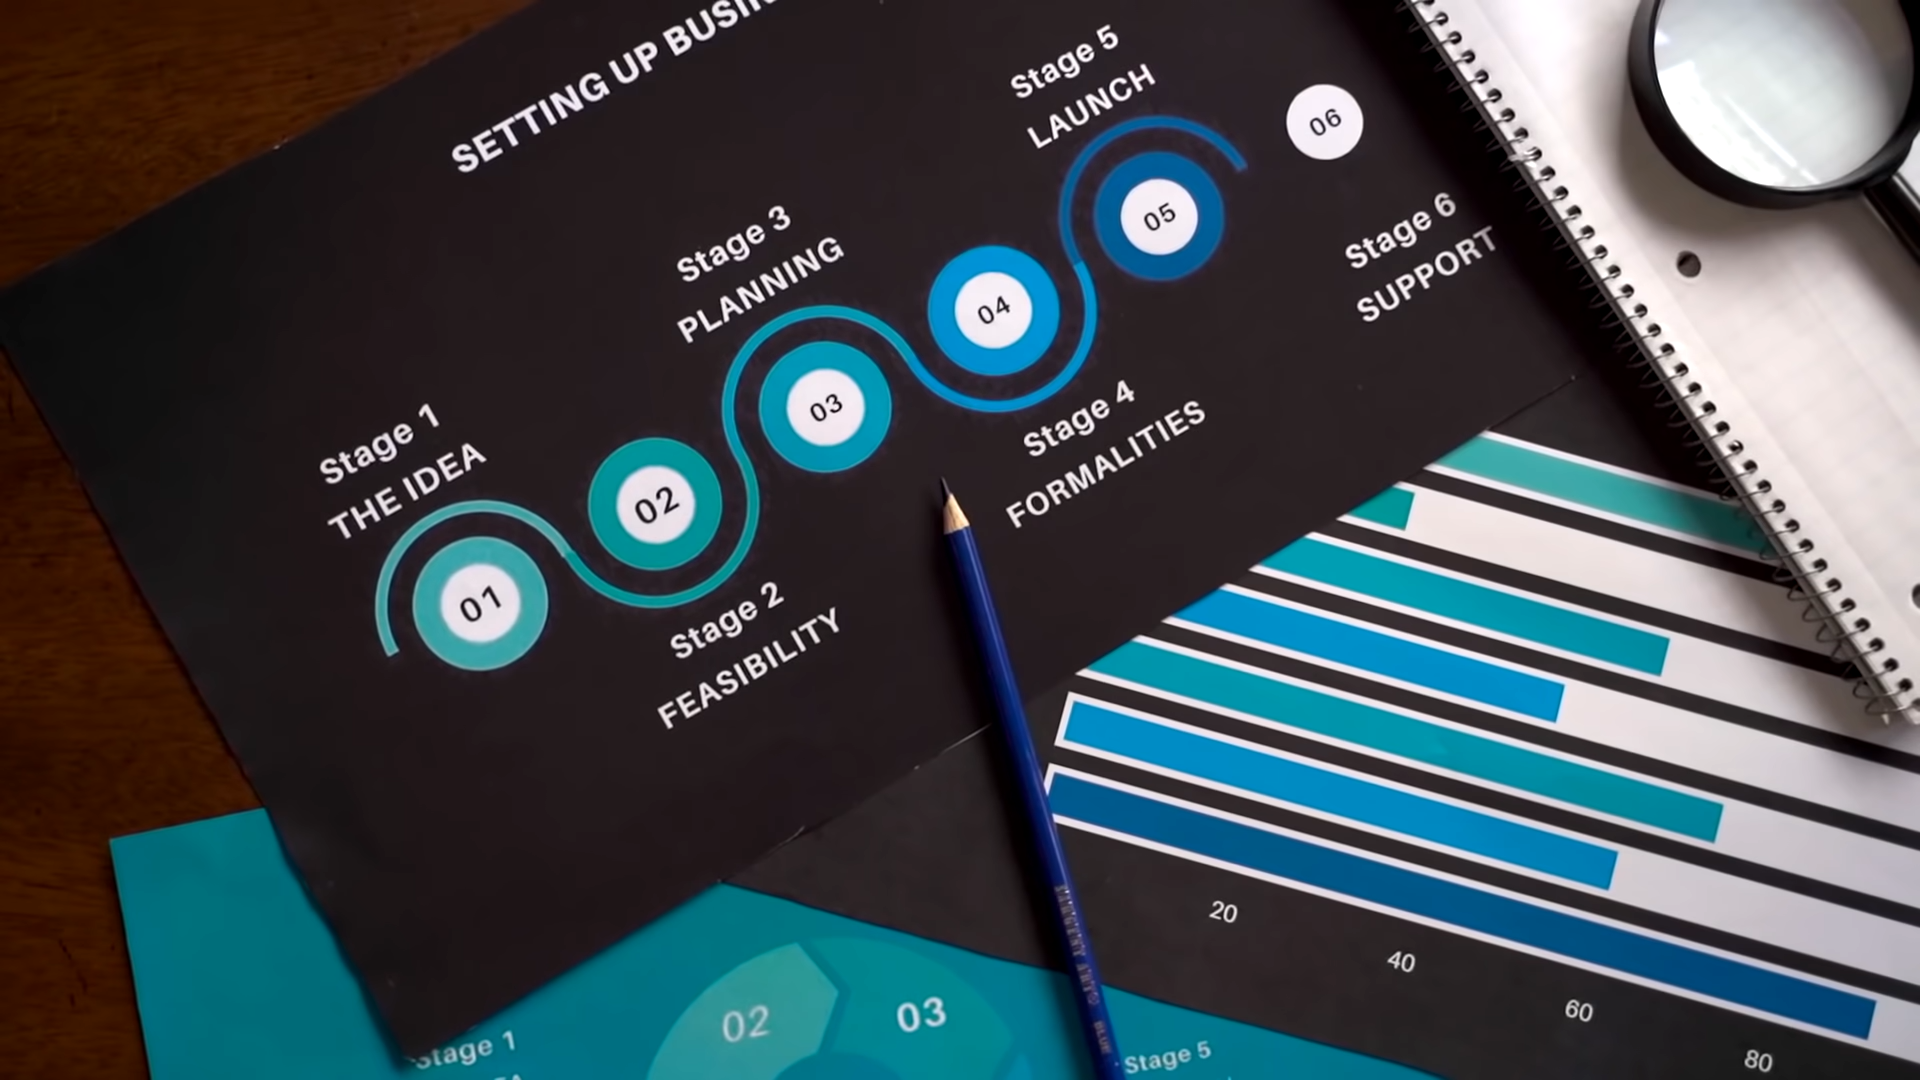 SETTING UP
Stage 1
THE IDEA
01
02
Stage 2
FEASIBILITY
Stage 3
PLANNING
03
04
Stage 4
FORMALITIES
Stage 5
LAUNCH
05
06
Stage 6
SUPPORT
20
40
60
80
02
03
Stage 1
Stage 5
BLUE